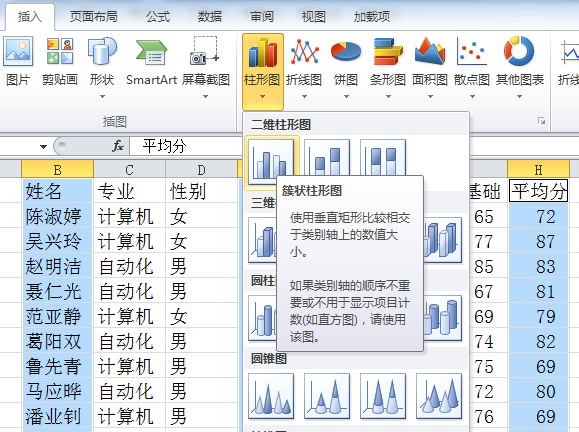 插入 页面布局 公式 数据 审阅 视图 加载项
图片 剪贴画 形状 SmartArt 屏幕截图 柱形图 折线图 饼图 条形图 面积图 散点图 其他图表 折线
插图
二维柱形图
fx 平均分
B C D H
姓名 专业 性别 基础 平均分
簇状柱形图
陈淑婷 计算机 女 65 72
三维
使用垂直矩形比较相交
于类别轴上的数值大
小。
吴兴玲 计算机 女 77 87
赵明洁 自动化 男 85 83
聂仁光 自动化 男 67 81
圆柱
如果类别轴的顺序不重
要或不用于显示项目计
数(如直方图)，请使用
该图。
范亚静 计算机 女 69 79
葛阳双 自动化 男 74 82
圆锥图
鲁先青 计算机 男 75 69
马应晔 自动化 男 72 80
潘业钊 计算机 男 76 69